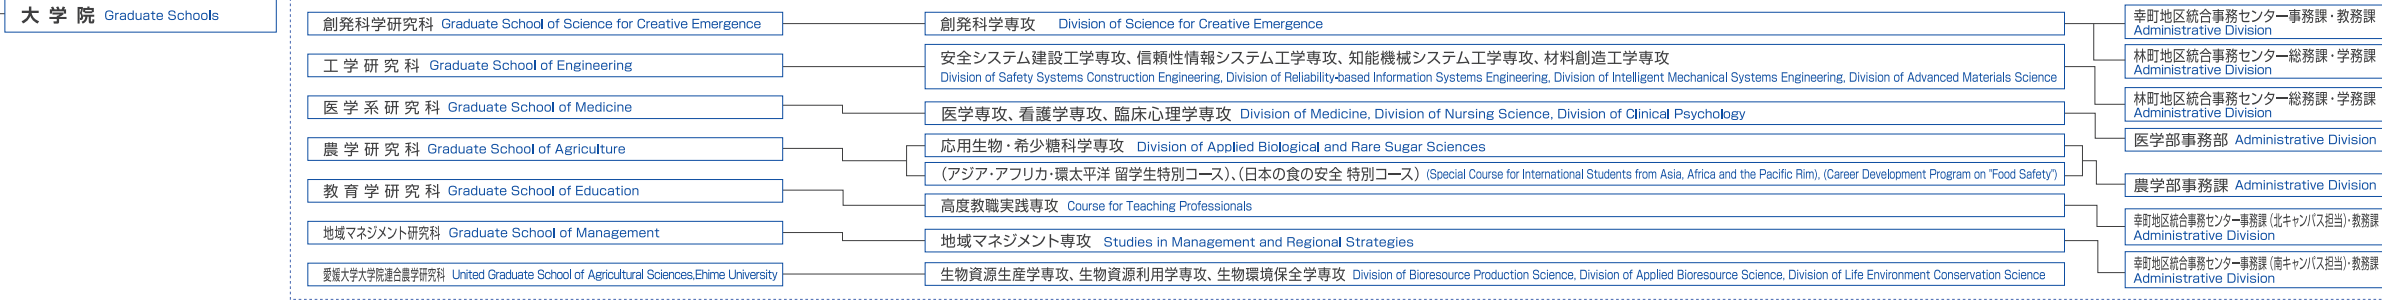 大学院 Graduate Schools
創発科学研究科 Graduate School of Science for Creative Emergence
創発科学専攻 Division of Science for Creative Emergence
幸町地区統合事務センター事務課・教務課
Administrative Division
林町地区統合事務センター総務課・学務課
Administrative Division
工学研究科 Graduate School of Engineering
安全システム建設工学専攻、信頼性情報システム工学専攻、知能機械システム工学専攻、材料創造工学専攻
Division of Safety Systems Construction Engineering, Division of Reliability-based Information Systems Engineering, Division of Intelligent Mechanical Systems Engineering, Division of Advanced Materials Science
林町地区統合事務センター総務課・学務課
Administrative Division
医学系研究科 Graduate School of Medicine
医学専攻、看護学専攻、臨床心理学専攻 Division of Medicine, Division of Nursing Science, Division of Clinical Psychology
医学部事務部 Administrative Division
農学研究科 Graduate School of Agriculture
応用生物・希少糖科学専攻 Division of Applied Biological and Rare Sugar Sciences
(アジア・アフリカ・環太平洋 留学生特別コース)、(日本の食の安全 特別コース) (Special Course for International Students from Asia, Africa and the Pacific Rim), (Career Development Program on "Food Safety")
農学部事務課 Administrative Division
教育学研究科 Graduate School of Education
高度教職実践専攻 Course for Teaching Professionals
幸町地区統合事務センター事務課(北キャンパス担当)・教務課
Administrative Division
地域マネジメント研究科 Graduate School of Management
地域マネジメント専攻 Studies in Management and Regional Strategies
幸町地区統合事務センター事務課(南キャンパス担当)・教務課
Administrative Division
愛媛大学大学院連合農学研究科 United Graduate School of Agricultural Sciences,Ehime University
生物資源生産学専攻、生物資源利用学専攻、生物環境保全学専攻 Division of Bioresource Production Science, Division of Applied Bioresource Science, Division of Life Environment Conservation Science